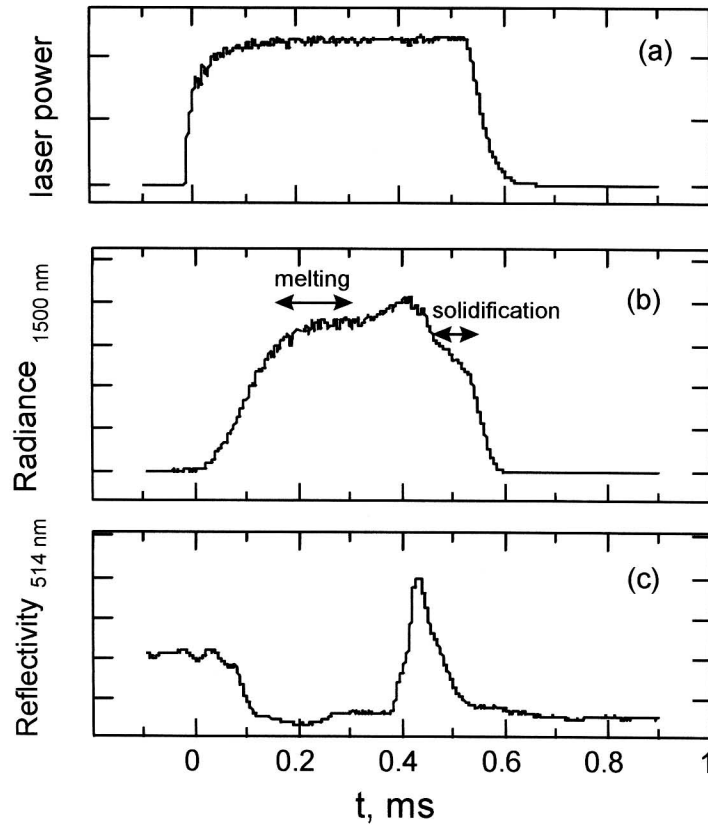 (a)
laser power
(b)
melting
solidification
Radiance 1500 nm
(c)
Reflectivity 514 nm
0 0.2 0.4 0.6 0.8 1
t, ms